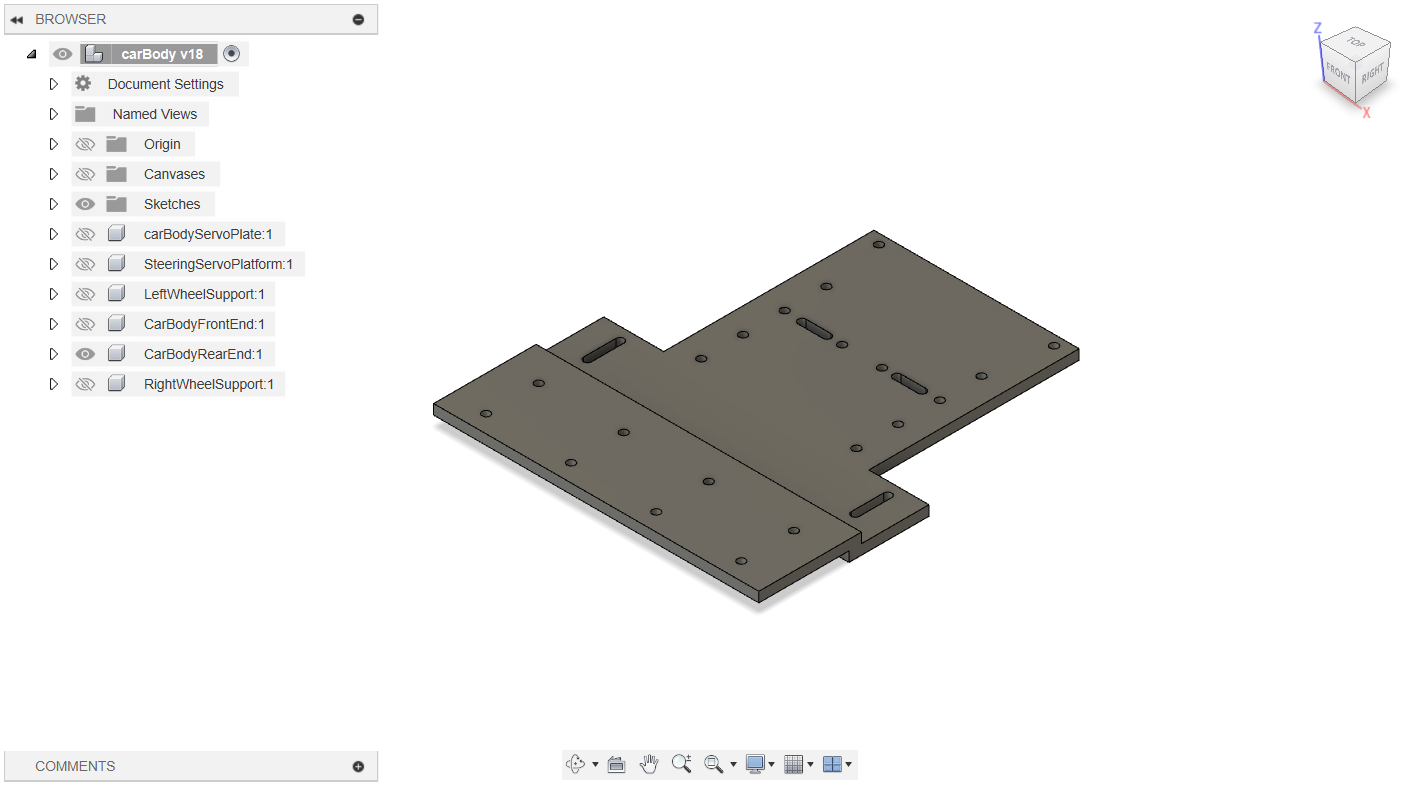 BROWSER
carBody v18
Document Settings
Named Views
Origin
Canvases
Sketches
carBodyServoPlate:1
SteeringServoPlatform:1
LeftWheelSupport:1
CarBodyFrontEnd:1
CarBodyRearEnd:1
RightWheelSupport:1
Z
TOP
FRONT
RIGHT
X
COMMENTS